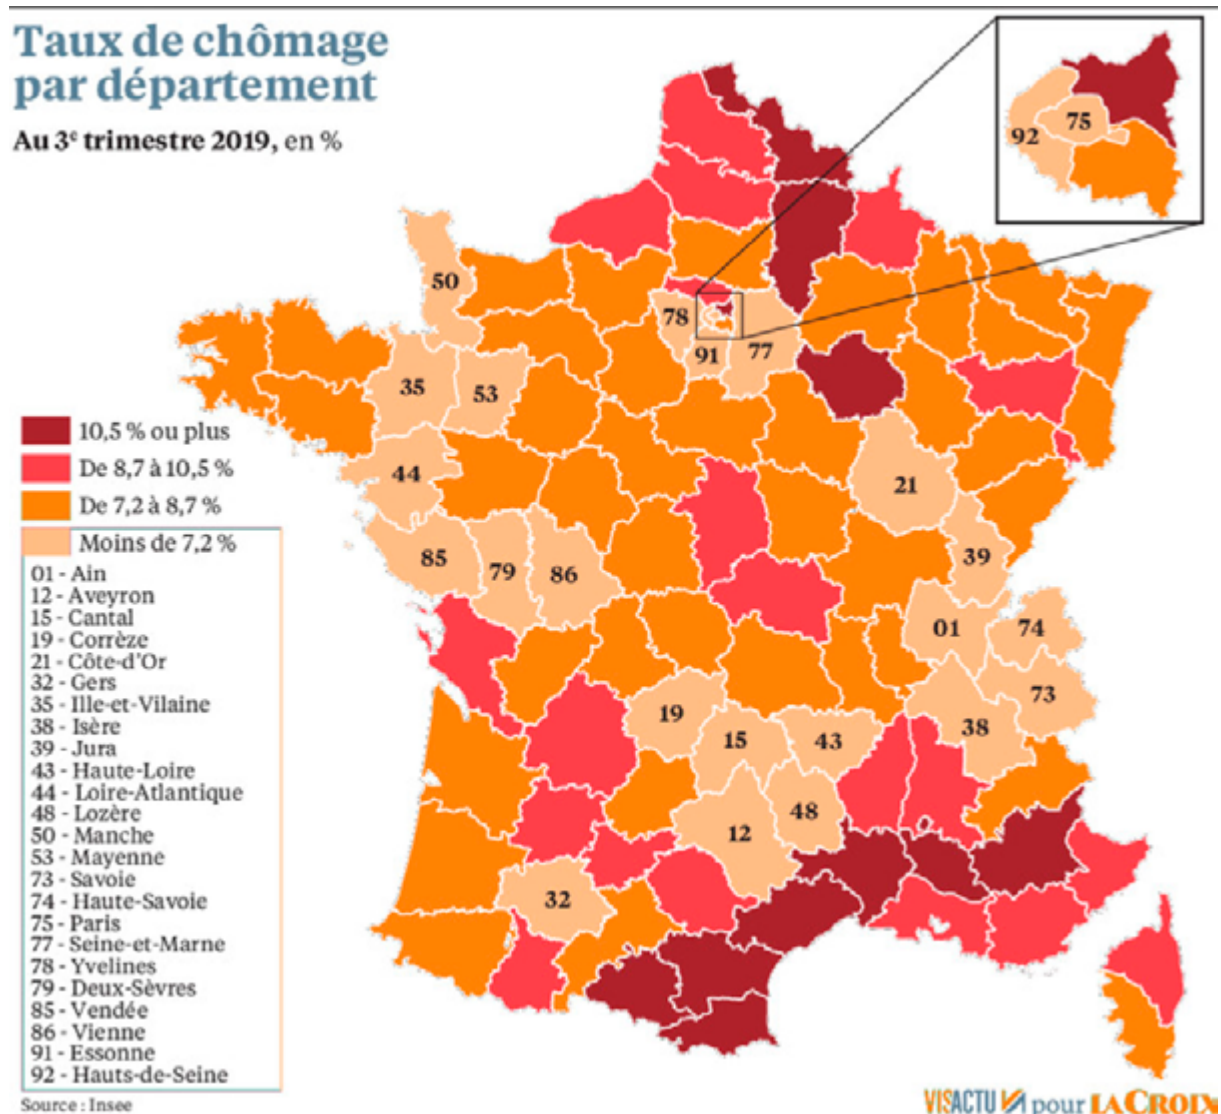 Taux de chômage
par département
Au 3e trimestre 2019, en %
75
92
50
78
91
77
35
53
44
21
85
79
86
39
01
74
73
19
15
43
38
48
12
32
10,5 % ou plus
De 8,7 à 10,5 %
De 7,2 à 8,7 %
Moins de 7,2 %
01 - Ain
12 - Aveyron
15 - Cantal
19 - Corrèze
21 - Côte-d'Or
32 - Gers
35 - Ille-et-Vilaine
38 - Isère
39 - Jura
43 - Haute-Loire
44 - Loire-Atlantique
48 - Lozère
50 - Manche
53 - Mayenne
73 - Savoie
74 - Haute-Savoie
75 - Paris
77 - Seine-et-Marne
78 - Yvelines
79 - Deux-Sèvres
85 - Vendée
86 - Vienne
91 - Essonne
92 - Hauts-de-Seine
Source : Insee
VISACTU pour LA CROIX